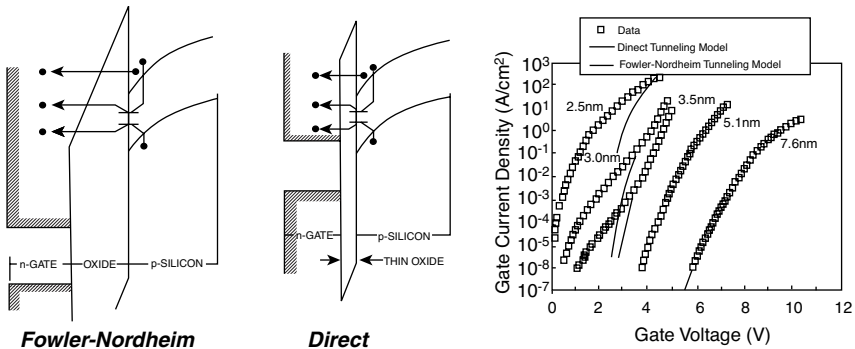 n-GATE
OXIDE
p-SILICON
Fowler-Nordheim
n-GATE
p-SILICON
THIN OXIDE
Direct
Data
Direct Tunneling Model
Fowler-Nordheim Tunneling Model
Gate Current Density (A/cm²)
10³
10²
10¹
10⁰
10⁻¹
10⁻²
10⁻³
10⁻⁴
10⁻⁵
10⁻⁸
10⁻⁷
2.5nm
3.0nm
3.5nm
5.1nm
7.6nm
0 2 4 6 8 10 12
Gate Voltage (V)